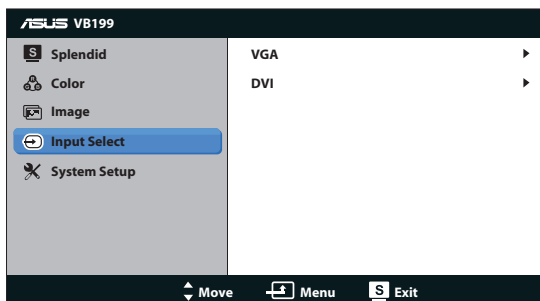 ASUS VB199
S Splendid
Color
Image
Input Select
System Setup
VGA
DVI
Move Menu S Exit